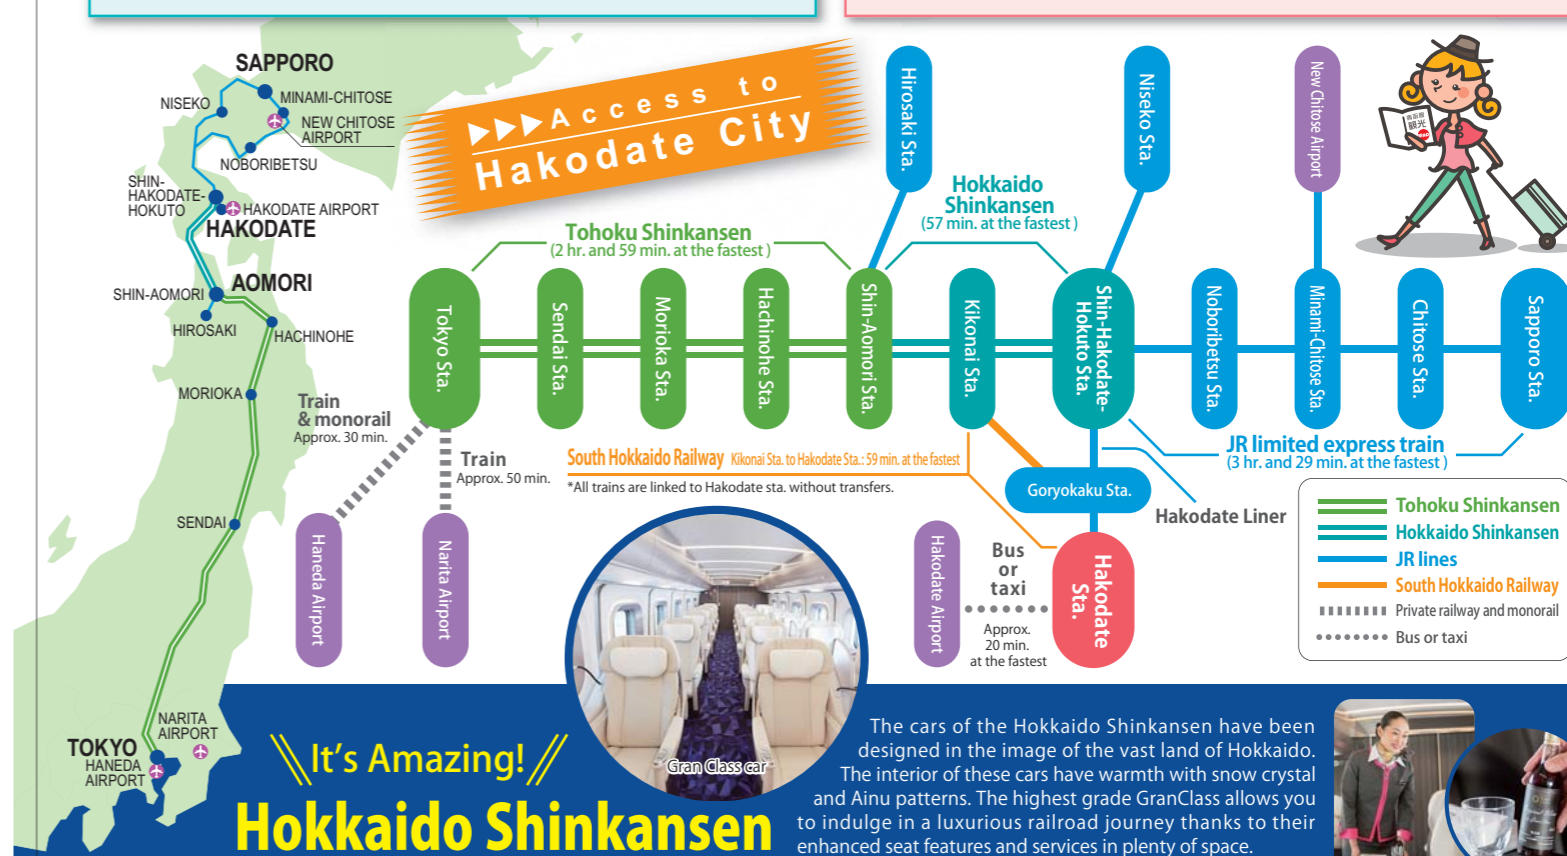 SAPPORO
NISEKO
MINAMI-CHITOSE
NEW CHITOSE
AIRPORT
NOBORIBETSU
SHIN-
HAKODATE-
HOKUTO
HAKODATE AIRPORT
HAKODATE
AOMORI
SHIN-AOMORI
HIROSAKI
HACHINOHE
MORIOKA
SENDAI
NARITA
AIRPORT
TOKYO
HANEDA
AIRPORT
▶▶▶Access to
Hakodate City
Hirosaki Sta.
Niseko Sta.
New Chitose Airport
観光
Tohoku Shinkansen
(2 hr. and 59 min. at the fastest )
Hokkaido
Shinkansen
(57 min. at the fastest )
Tokyo Sta.
Sendai Sta.
Morioka Sta.
Hachinohe Sta.
Shin-Aomori Sta.
Kikonai Sta.
Shin-Hakodate-
Hokuto Sta.
Noboribetsu Sta.
Minami-Chitose Sta.
Chitose Sta.
Sapporo Sta.
Train
& monorail
Approx. 30 min.
Train
Approx. 50 min.
South Hokkaido Railway Kikonai Sta. to Hakodate Sta.: 59 min. at the fastest
*All trains are linked to Hakodate sta. without transfers.
Goryokaku Sta.
Hakodate Liner
JR limited express train
(3 hr. and 29 min. at the fastest )
Haneda Airport
Narita Airport
Hakodate Airport
Bus
or
taxi
Approx.
20 min.
at the fastest
Hakodate
Sta.
Tohoku Shinkansen
Hokkaido Shinkansen
JR lines
South Hokkaido Railway
Private railway and monorail
Bus or taxi
Gran Class car
It's Amazing!
Hokkaido Shinkansen
The cars of the Hokkaido Shinkansen have been
designed in the image of the vast land of Hokkaido.
The interior of these cars have warmth with snow crystal
and Ainu patterns. The highest grade GranClass allows you
to indulge in a luxurious railroad journey thanks to their
enhanced seat features and services in plenty of space.